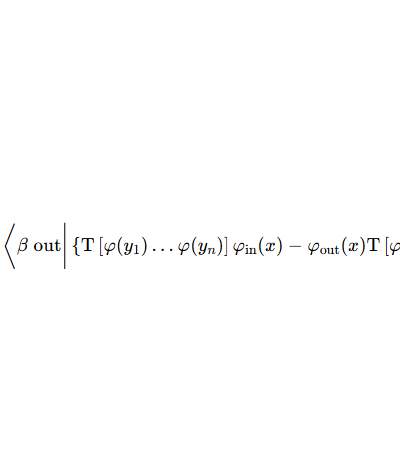 ⟨β out| {T [φ(y₁) … φ(yₙ)] φ_in(x) − φ_out(x)T [φ